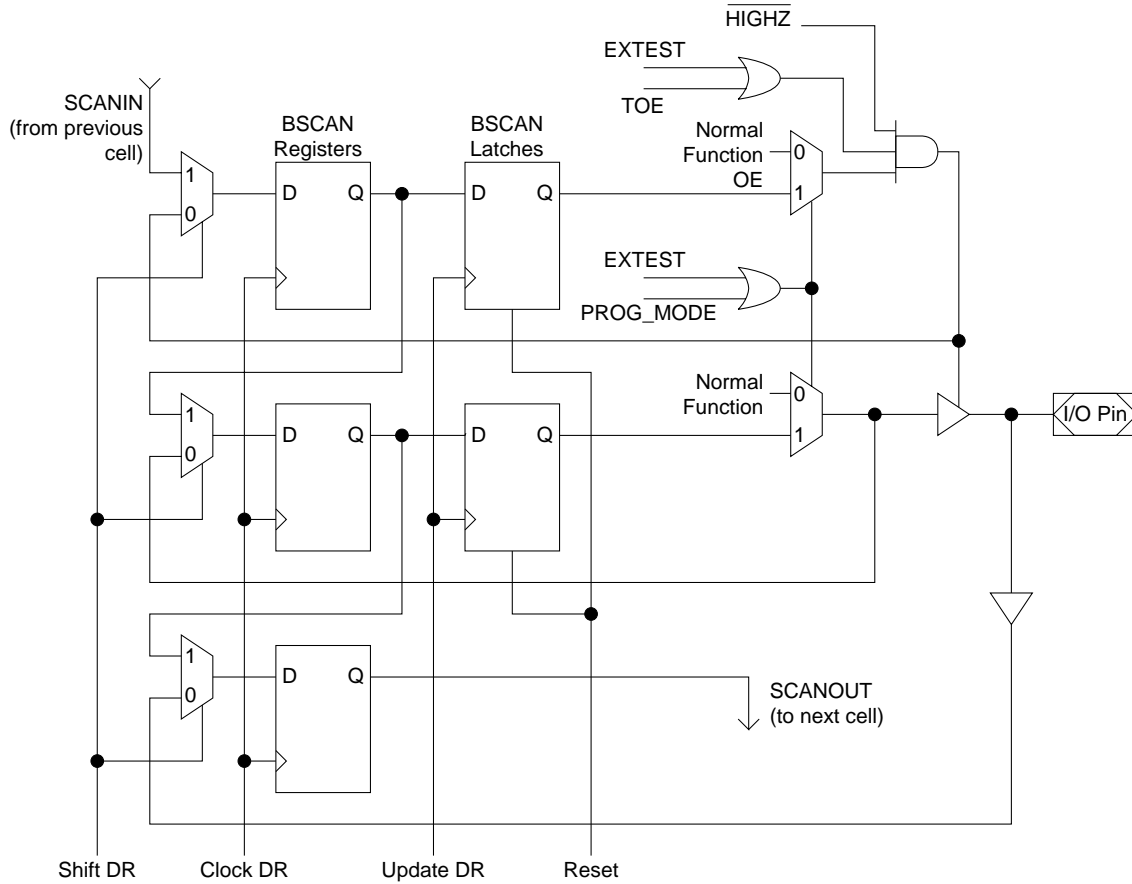 HIGHZ
EXTEST
TOE
SCANIN
(from previous
cell)
BSCAN
Registers
BSCAN
Latches
Normal
Function
OE
0
1
1
0
D
Q
D
Q
EXTEST
PROG_MODE
Normal
Function
0
1
1
0
D
Q
D
Q
I/O Pin
1
0
D
Q
SCANOUT
(to next cell)
Shift DR
Clock DR
Update DR
Reset